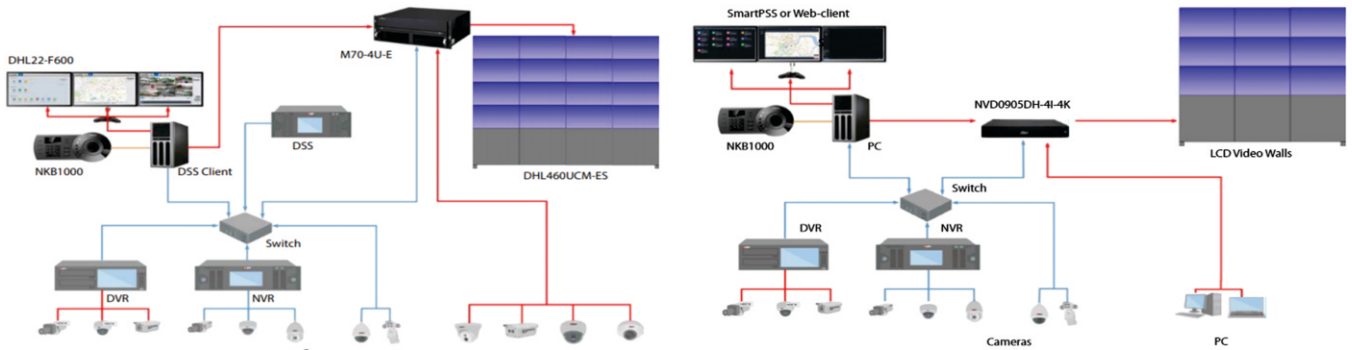 DHL22-F600
M70-4U-E
DSS
NKB1000
DSS Client
DHL460UCM-ES
Switch
DVR
NVR
SmartPSS or Web-client
NVD0905DH-4I-4K
NKB1000
PC
LCD Video Walls
Switch
DVR
NVR
Cameras
PC